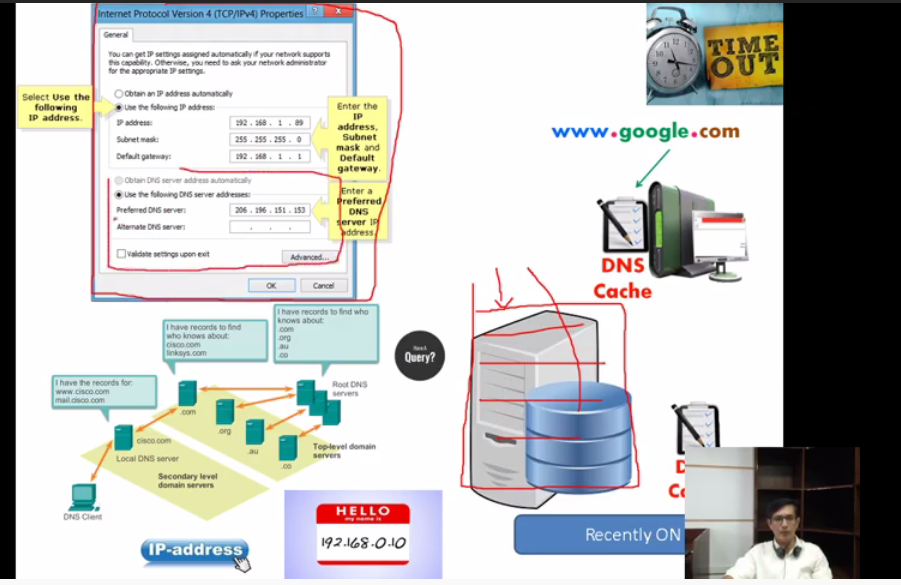 Internet Protocol Version 4 (TCP/IPv4) Properties
General
You can get IP settings assigned automatically if your network supports
this capability. Otherwise, you need to ask your network administrator
for the appropriate IP settings.
Obtain an IP address automatically
Use the following IP address:
IP address:
192 . 168 . 1 . 89
Subnet mask:
255 . 255 . 255 . 0
Default gateway:
192 . 168 . 1 . 1
Obtain DNS server address automatically
Use the following DNS server addresses:
Preferred DNS server:
206 . 196 . 151 . 153
Alternate DNS server:
Validate settings upon exit
Advanced...
OK
Cancel
Select Use the
following
IP address.
Enter the
IP
address,
Subnet
mask and
Default
gateway.
Enter a
Preferred
DNS
server IP
address.
TIME
OUT
www.google.com
DNS
Cache
I have records to find
who knows about:
cisco.com
linksys.com
I have records to find who
knows about:
.com
.org
.au
.co
I have the records for:
www.cisco.com
mail.cisco.com
Root DNS
servers
.com
.org
.au
.co
Top-level domain
servers
cisco.com
Local DNS server
Secondary level
domain servers
DNS Client
Query?
IP-address
HELLO
my name is
192.168.0.10
Recently ON